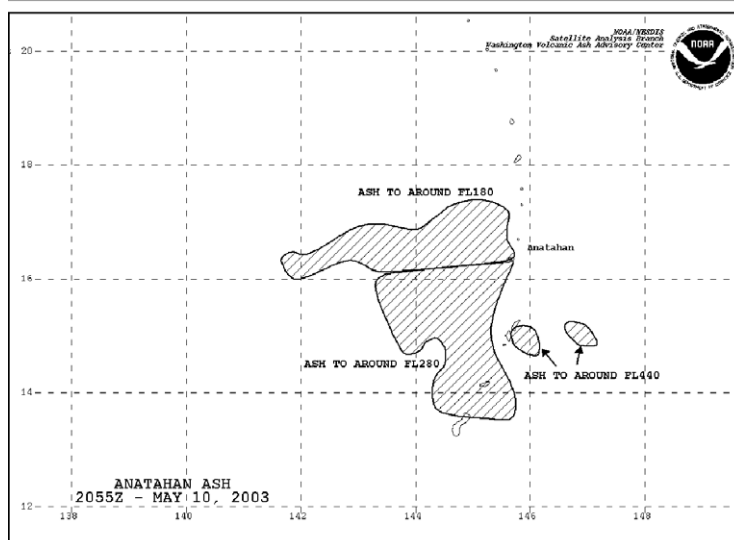 NOAA/NESDIS
Satellite Analysis Branch
Washington Volcanic Ash Advisory Center
NOAA
20
18
ASH TO AROUND FL180
Anatahan
16
ASH TO AROUND FL280
ASH TO AROUND FL440
14
ANATAHAN ASH
2055Z - MAY 10, 2003
12
138
140
142
144
146
148